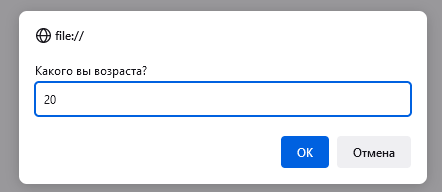 file://
Какого вы возраста?
20
OK
Отмена